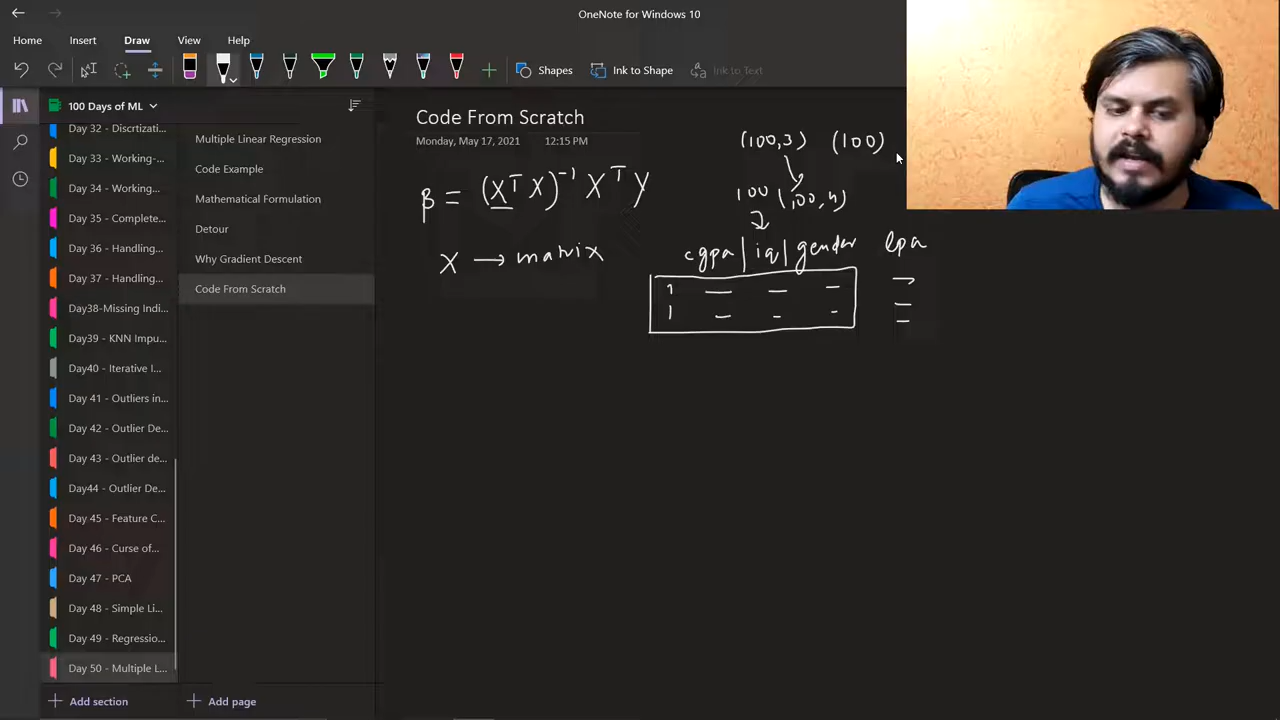 OneNote for Windows 10
Home Insert Draw View Help
Shapes Ink to Shape Ink to Text
100 Days of ML
Day 32 - Discrtizati...
Day 33 - Working-...
Day 34 - Working...
Day 35 - Complete...
Day 36 - Handling...
Day 37 - Handling...
Day38-Missing Indi...
Day39 - KNN Impu...
Day40 - Iterative I...
Day 41 - Outliers in...
Day 42 - Outlier De...
Day 43 - Outlier de...
Day44 - Outlier De...
Day 45 - Feature C...
Day 46 - Curse of...
Day 47 - PCA
Day 48 - Simple Li...
Day 49 - Regressio...
Day 50 - Multiple L...
Add section
Multiple Linear Regression
Code Example
Mathematical Formulation
Detour
Why Gradient Descent
Code From Scratch
Add page
Code From Scratch
Monday, May 17, 2021 12:15 PM
(100,3) (100)
β = (XᵀX)⁻¹ XᵀY
100 (100,4)
X → matrix
cgpa | iq | gender lpa
1 — — — —
1 - - - —
—